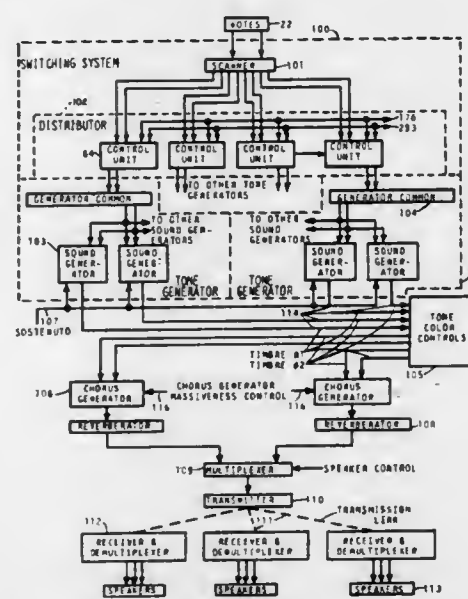 NOTES 22
100
SWITCHING SYSTEM
SCANNER
101
102
DISTRIBUTOR
176
203
CONTROL UNIT
CONTROL UNIT
CONTROL UNIT
CONTROL UNIT
64
TO OTHER TONE GENERATORS
GENERATOR COMMON
GENERATOR COMMON
104
TO OTHER SOUND GENERATORS
TO OTHER SOUND GENERATORS
103
SOUND GENERATOR
SOUND GENERATOR
SOUND GENERATOR
SOUND GENERATOR
TONE GENERATOR
TONE GENERATOR
107
SOSTENUTO
114
TONE COLOR CONTROLS
105
TIMBRE #1
TIMBRE #2
CHORUS GENERATOR
CHORUS GENERATOR MASSIVENESS CONTROL
CHORUS GENERATOR
116
116
REVERBERATOR
REVERBERATOR
108
109
MULTIPLEXER
SPEAKER CONTROL
TRANSMITTER
110
TRANSMISSION LINK
112
111
RECEIVER & DEMULTIPLEXER
RECEIVER & DEMULTIPLEXER
RECEIVER & DEMULTIPLEXER
SPEAKERS
SPEAKERS
SPEAKERS
113